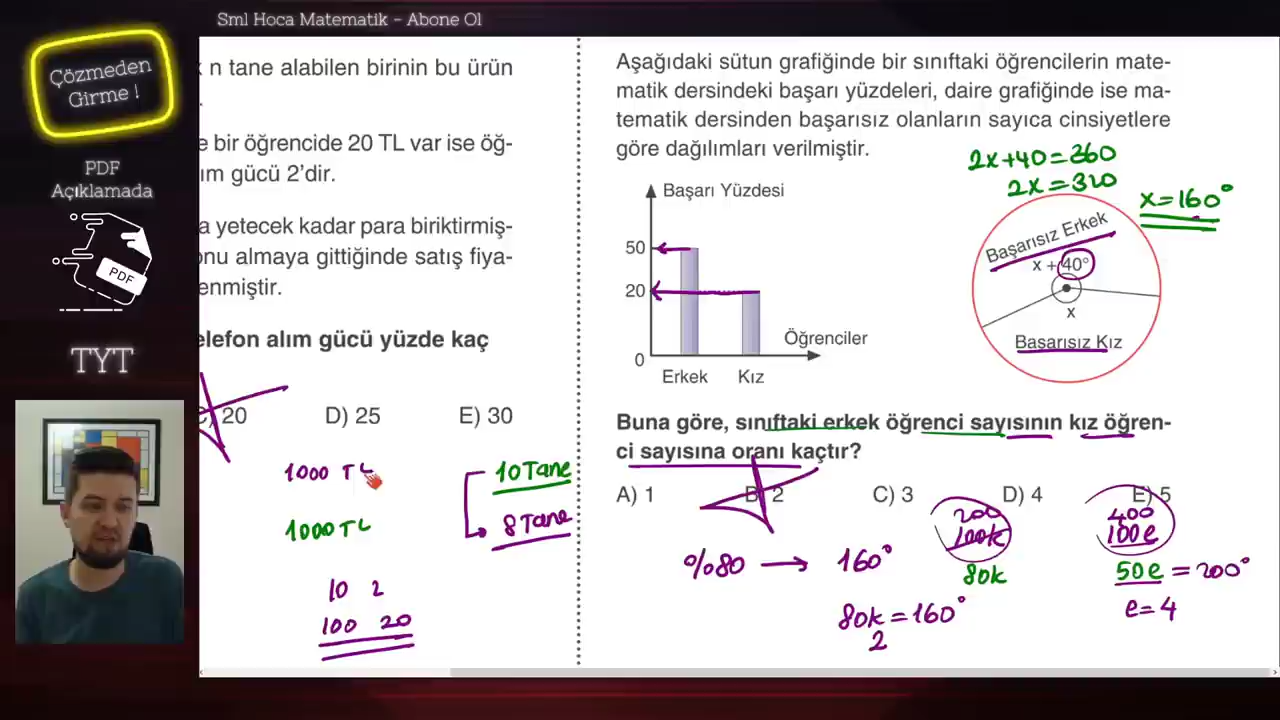 Sml Hoca Matematik - Abone Ol
Çözmeden
Girme !
PDF
Açıklamada
PDF
TYT
n tane alabilen birinin bu ürün
bir öğrencide 20 TL var ise öğ-
ım gücü 2'dir.
a yetecek kadar para biriktirmiş-
onu almaya gittiğinde satış fiya-
enmiştir.
elefon alım gücü yüzde kaç
C) 20 D) 25 E) 30
1000 TL
10 Tane
1000 TL
8 Tane
10 2
100 20
Aşağıdaki sütun grafiğinde bir sınıftaki öğrencilerin mate-
matik dersindeki başarı yüzdeleri, daire grafiğinde ise ma-
tematik dersinden başarısız olanların sayıca cinsiyetlere
göre dağılımları verilmiştir.
2x+40=360
2x=320
x=160°
Başarı Yüzdesi
50
20
0
Öğrenciler
Erkek Kız
Başarısız Erkek
x + 40°
x
Başarısız Kız
Buna göre, sınıftaki erkek öğrenci sayısının kız öğren-
ci sayısına oranı kaçtır?
A) 1 B) 2 C) 3 D) 4 E) 5
200
100k
80k
400
100e
50e = 200°
e=4
%80 → 160°
80k = 160°
2